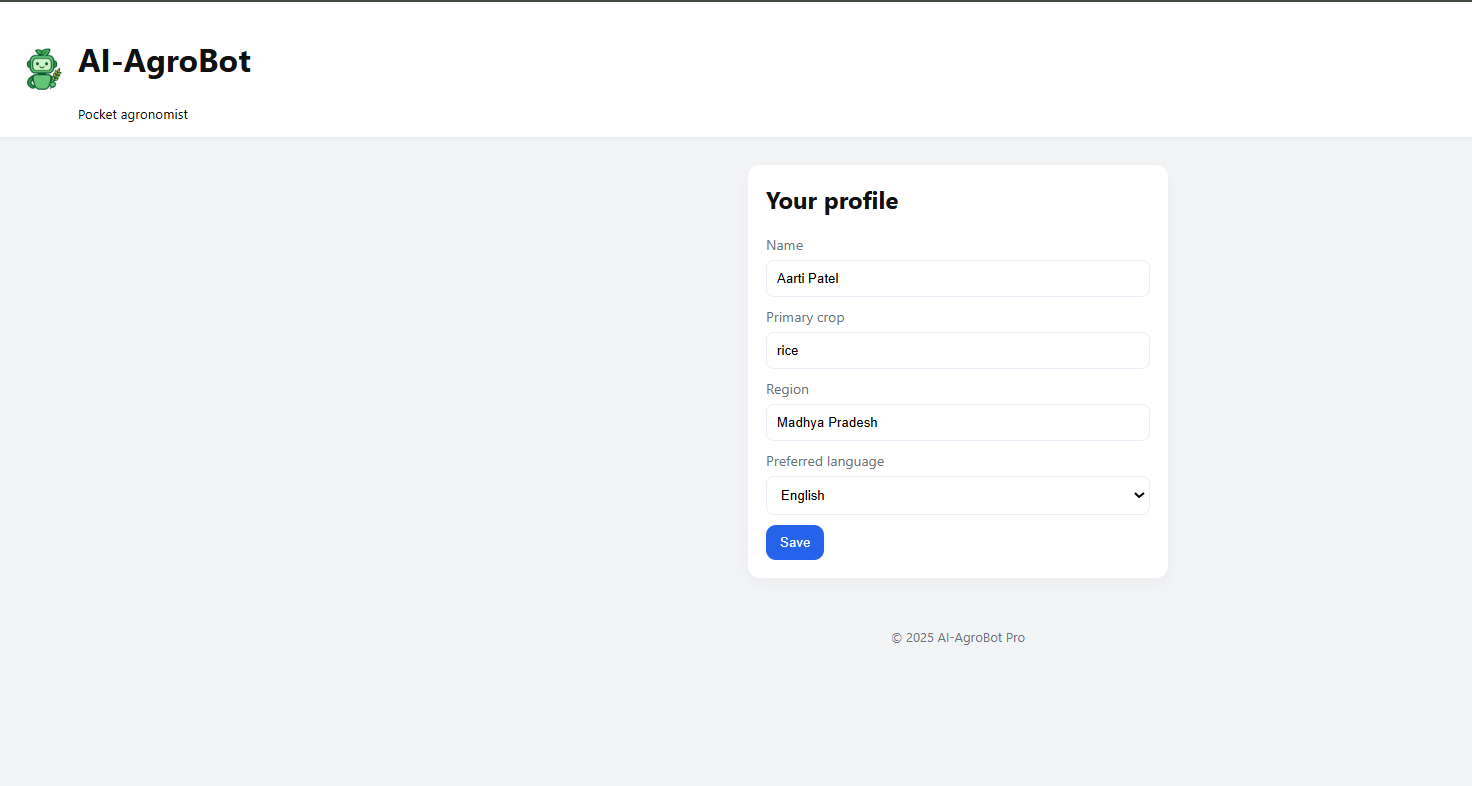 AI-AgroBot
Pocket agronomist
Your profile
Name
Aarti Patel
Primary crop
rice
Region
Madhya Pradesh
Preferred language
English
Save
© 2025 AI-AgroBot Pro